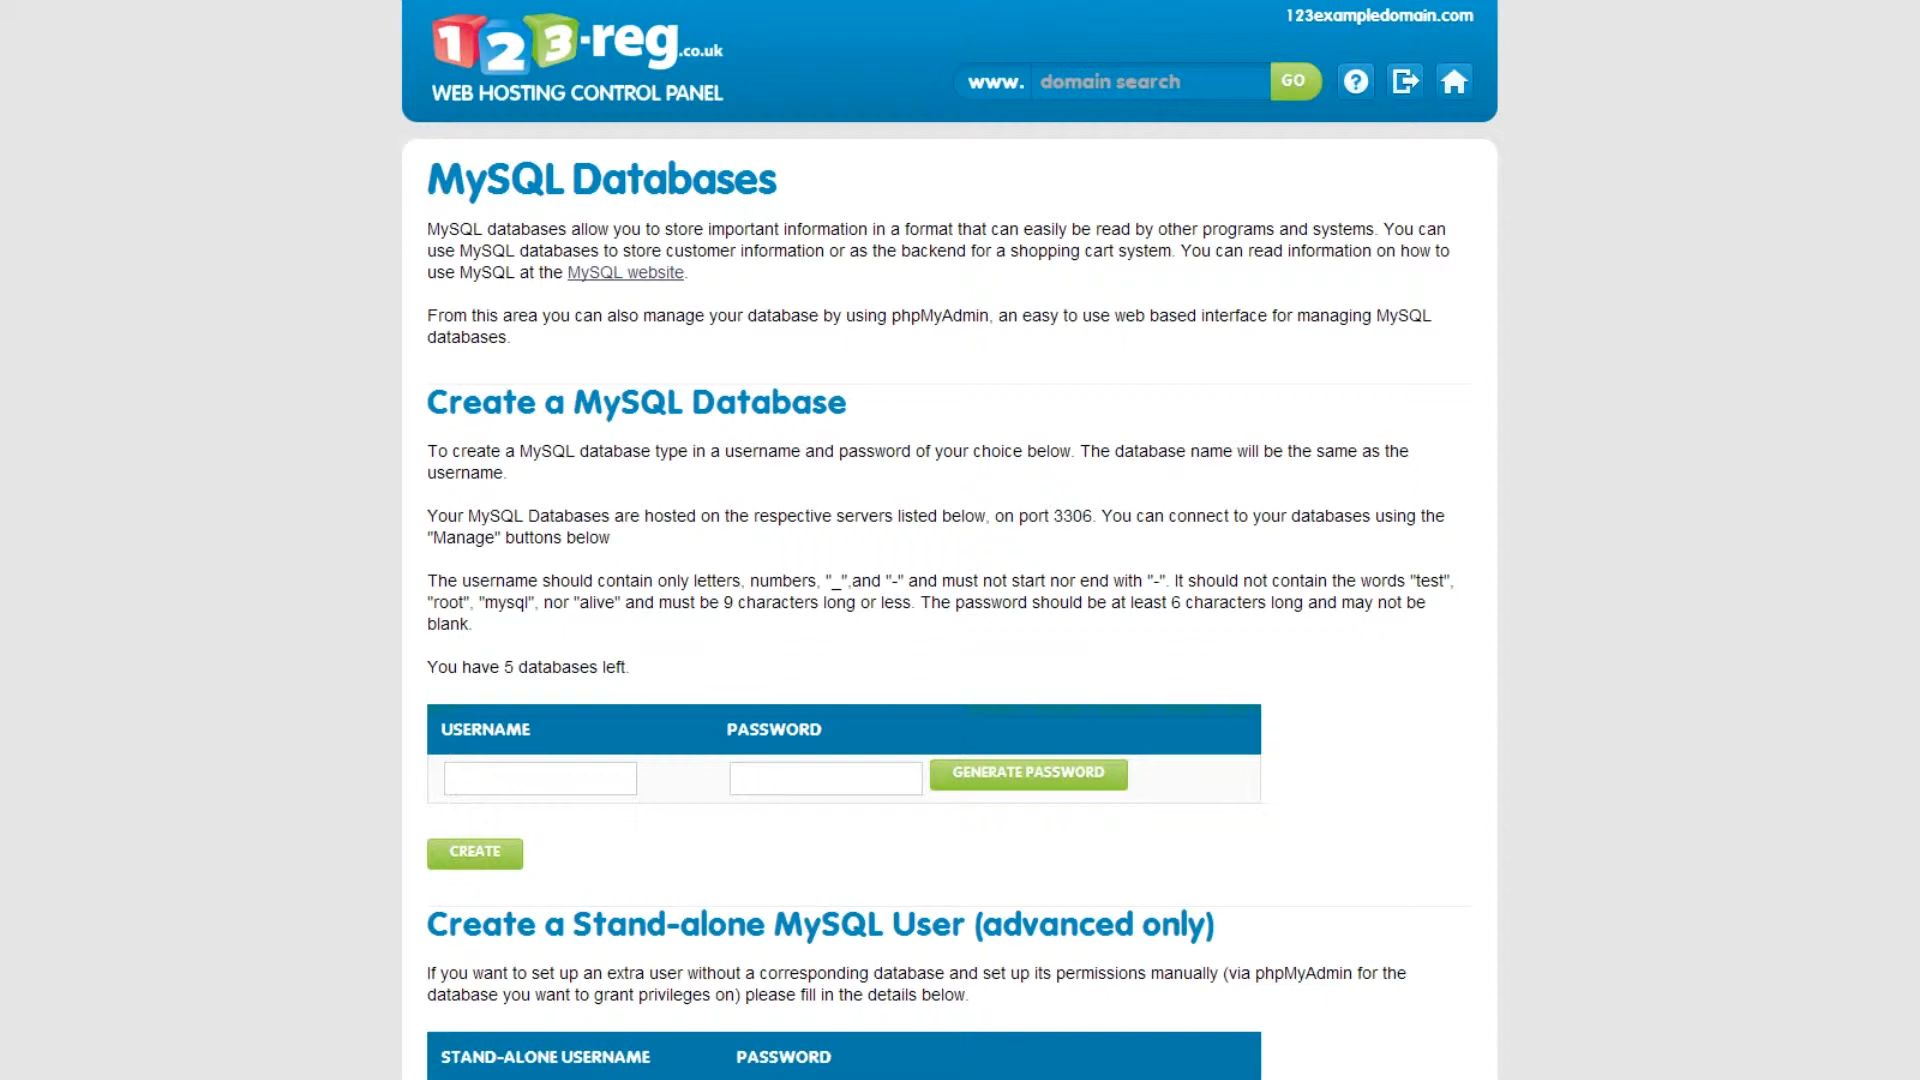 123exampledomain.com
123-reg.co.uk
www. domain search GO ?
WEB HOSTING CONTROL PANEL
MySQL Databases
MySQL databases allow you to store important information in a format that can easily be read by other programs and systems. You can
use MySQL databases to store customer information or as the backend for a shopping cart system. You can read information on how to
use MySQL at the MySQL website.
From this area you can also manage your database by using phpMyAdmin, an easy to use web based interface for managing MySQL
databases.
Create a MySQL Database
To create a MySQL database type in a username and password of your choice below. The database name will be the same as the
username.
Your MySQL Databases are hosted on the respective servers listed below, on port 3306. You can connect to your databases using the
"Manage" buttons below
The username should contain only letters, numbers, "_",and "-" and must not start nor end with "-". It should not contain the words "test",
"root", "mysql", nor "alive" and must be 9 characters long or less. The password should be at least 6 characters long and may not be
blank.
You have 5 databases left.
USERNAME PASSWORD
GENERATE PASSWORD
CREATE
Create a Stand-alone MySQL User (advanced only)
If you want to set up an extra user without a corresponding database and set up its permissions manually (via phpMyAdmin for the
database you want to grant privileges on) please fill in the details below.
STAND-ALONE USERNAME PASSWORD